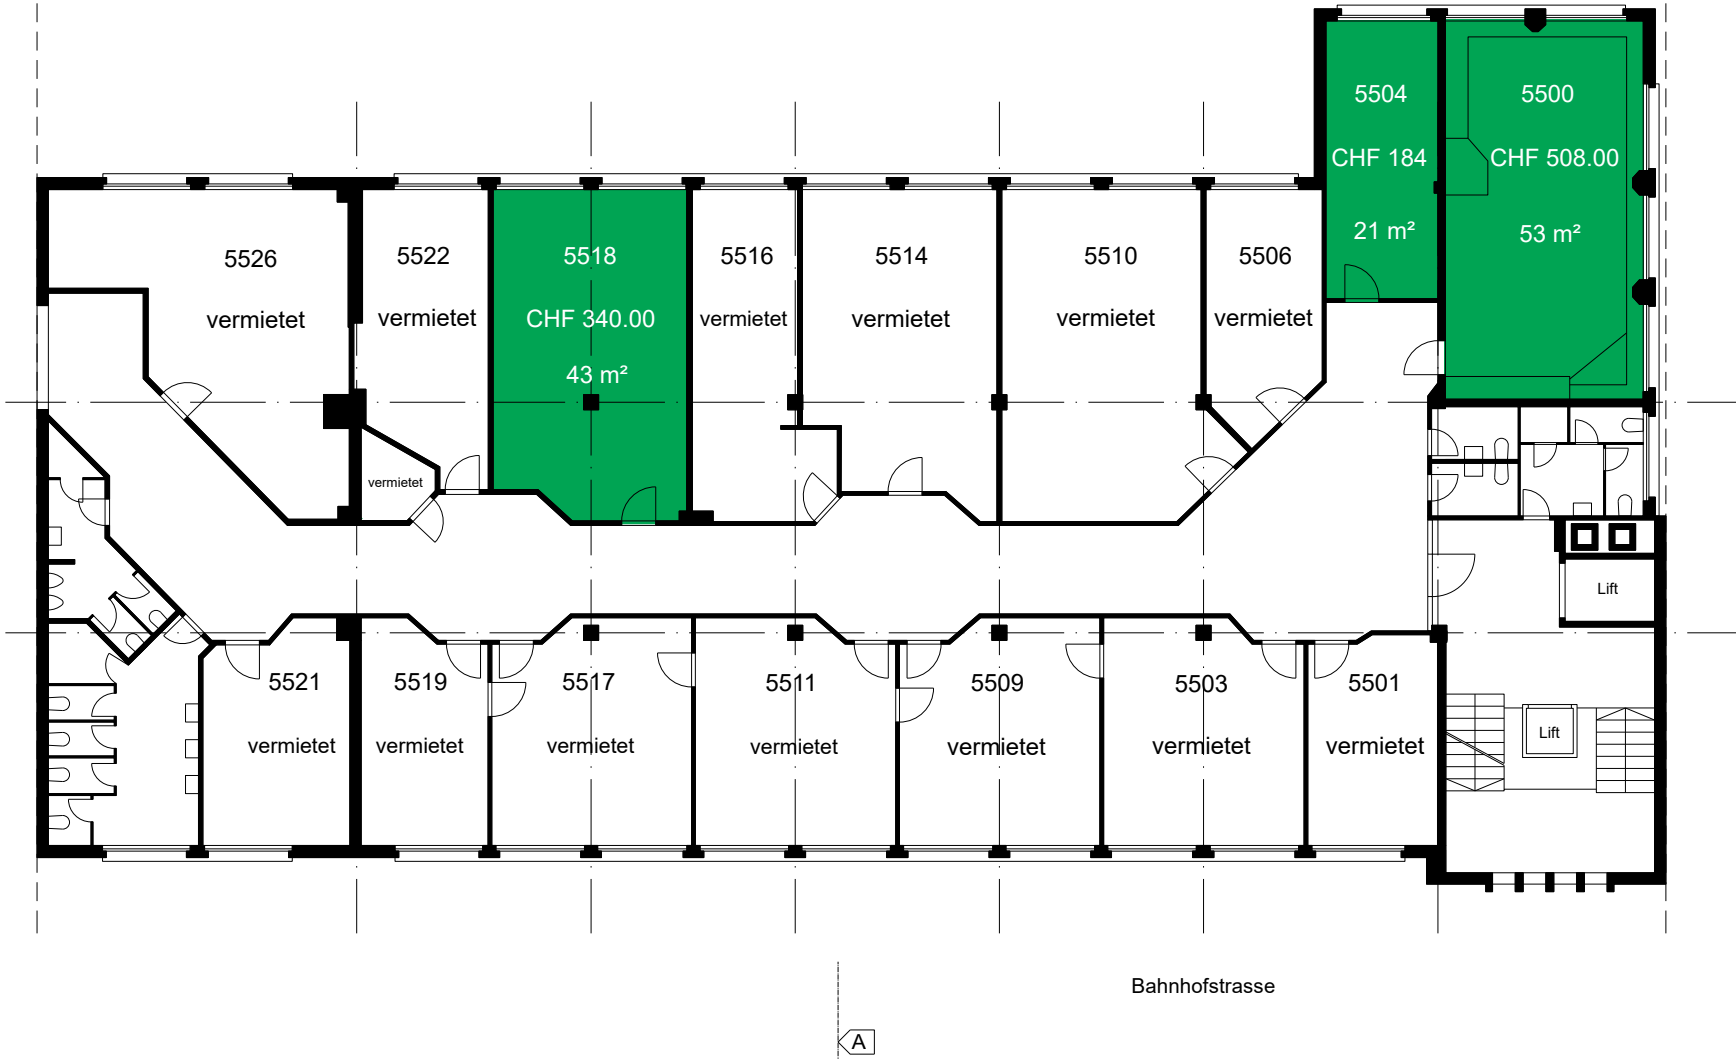 5504
CHF 184
21 m²
5500
CHF 508.00
53 m²
5526
vermietet
5522
vermietet
5518
CHF 340.00
43 m²
5516
vermietet
5514
vermietet
5510
vermietet
5506
vermietet
vermietet
Lift
5521
vermietet
5519
vermietet
5517
vermietet
5511
vermietet
5509
vermietet
5503
vermietet
5501
vermietet
Lift
Bahnhofstrasse
A